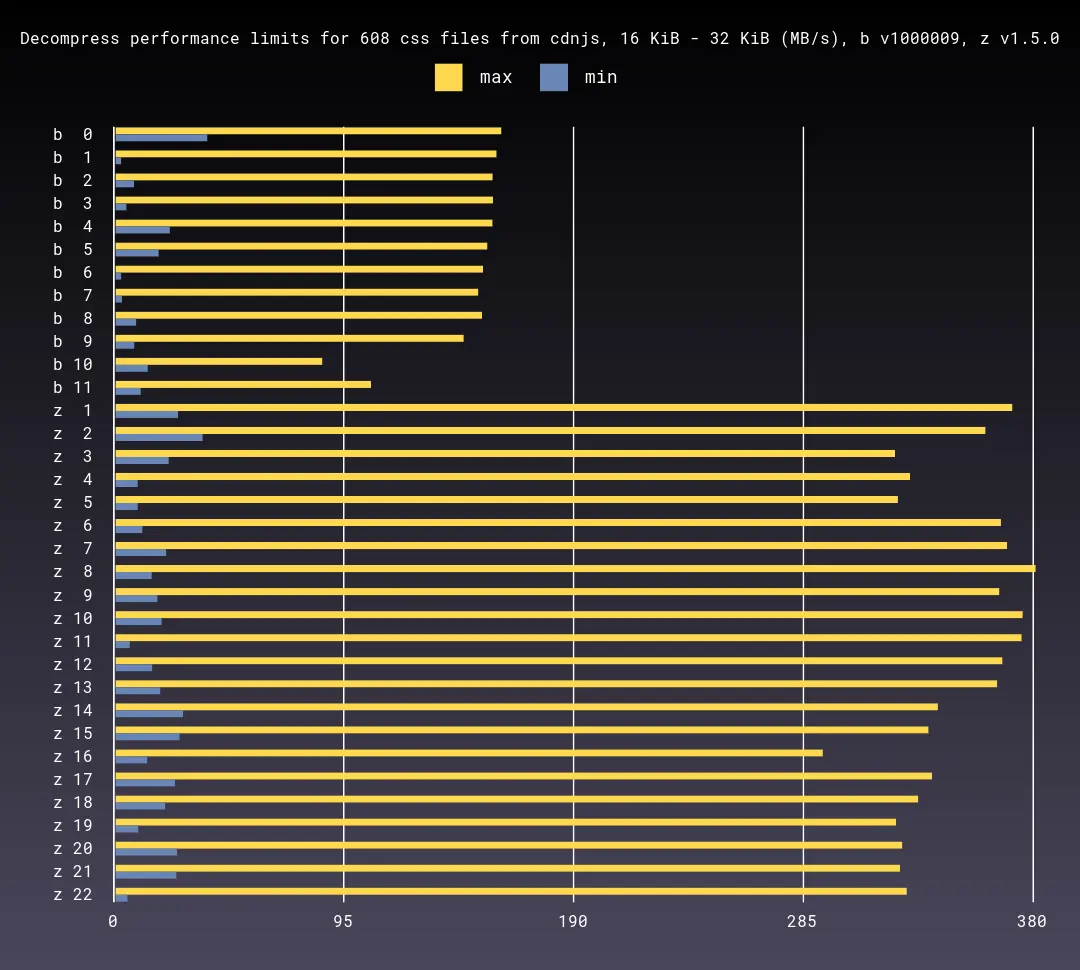 Decompress performance limits for 608 css files from cdnjs, 16 KiB - 32 KiB (MB/s), b v1000009, z v1.5.0
max min
b 0
b 1
b 2
b 3
b 4
b 5
b 6
b 7
b 8
b 9
b 10
b 11
z 1
z 2
z 3
z 4
z 5
z 6
z 7
z 8
z 9
z 10
z 11
z 12
z 13
z 14
z 15
z 16
z 17
z 18
z 19
z 20
z 21
z 22
0 95 190 285 380